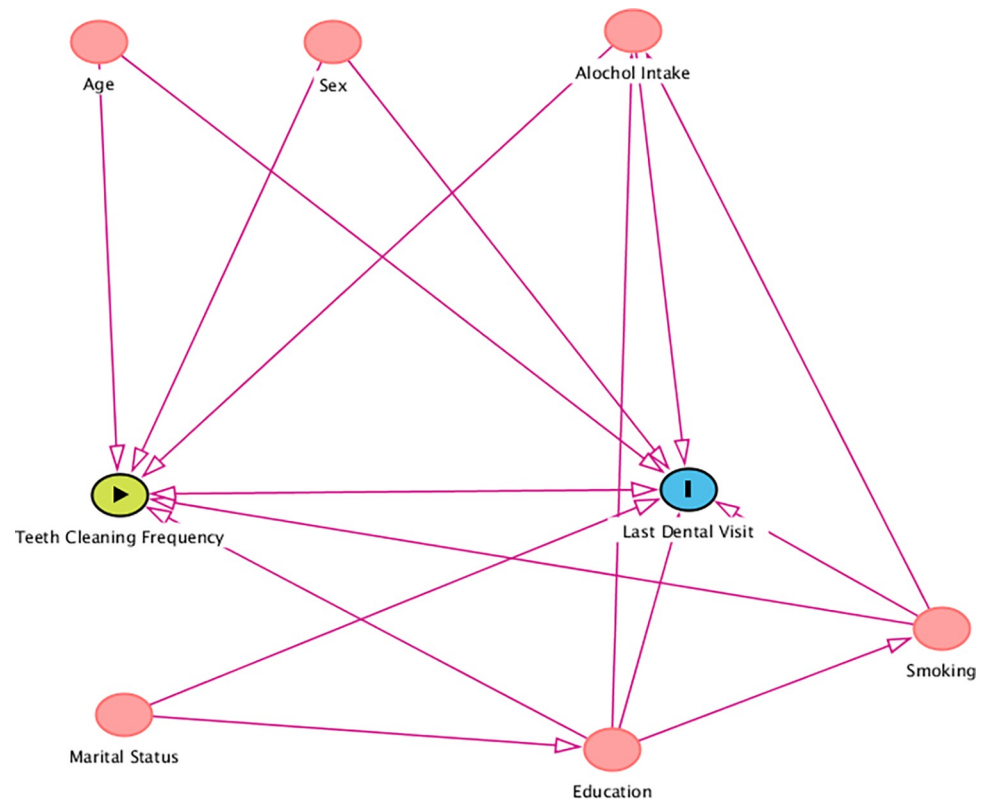 Age
Sex
Alochol Intake
Teeth Cleaning Frequency
Last Dental Visit
Smoking
Marital Status
Education